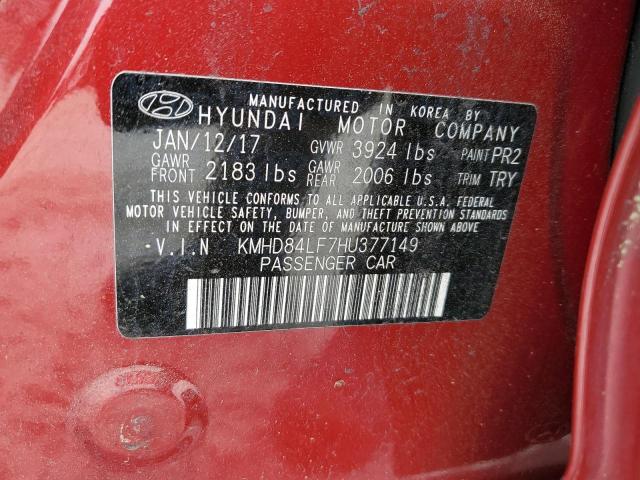 MANUFACTURED IN KOREA BY
HYUNDAI MOTOR COMPANY
JAN/12/17 GVWR 3924 lbs PAINT PR2
GAWR FRONT 2183 lbs GAWR REAR 2006 lbs TRIM TRY
THIS VEHICLE CONFORMS TO ALL APPLICABLE U.S.A. FEDERAL
MOTOR VEHICLE SAFETY, BUMPER, AND THEFT PREVENTION STANDARDS
IN EFFECT ON THE DATE OF MANUFACTURE SHOWN ABOVE.
V.I.N KMHD84LF7HU377149
PASSENGER CAR